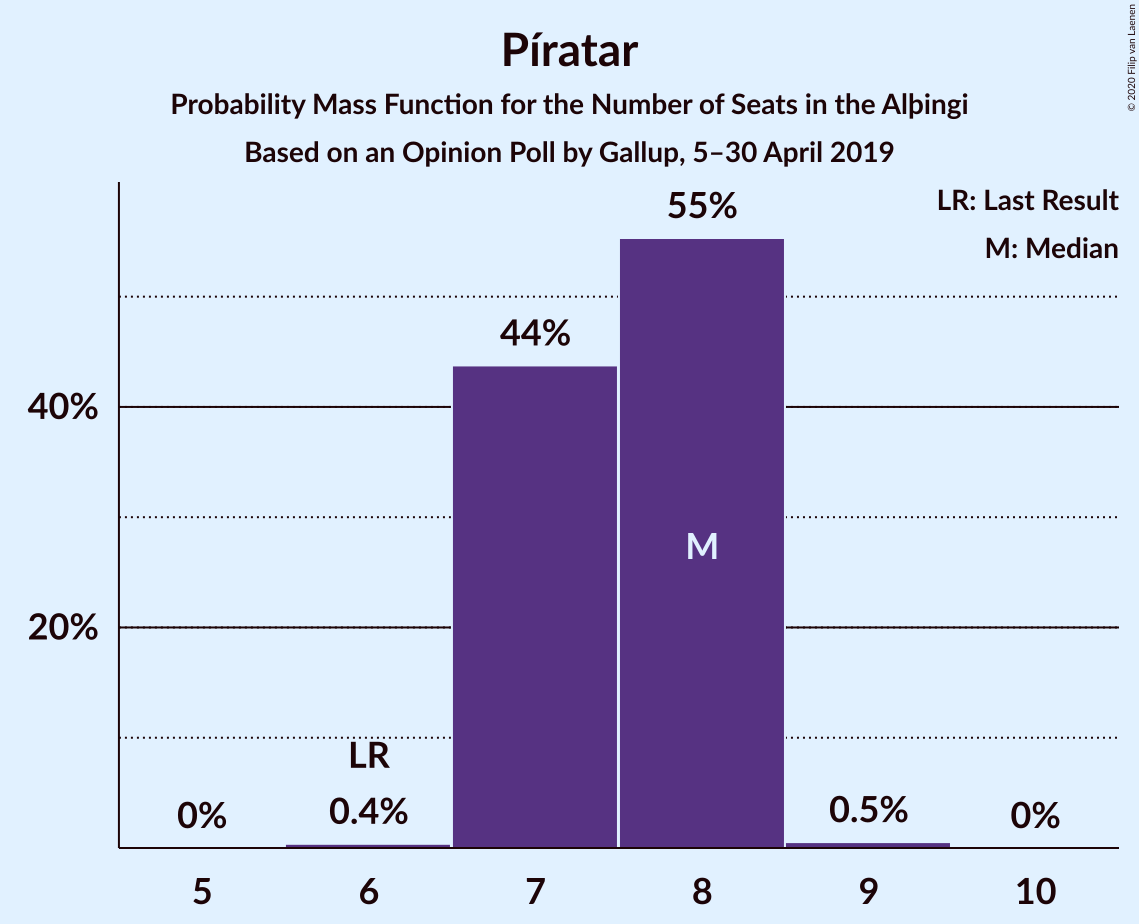 Píratar
Probability Mass Function for the Number of Seats in the Alþingi
Based on an Opinion Poll by Gallup, 5–30 April 2019
© 2020 Filip van Laenen
LR: Last Result
M: Median
55%
44%
40%
M
20%
LR
0%
0.4%
0.5%
0%
5 6 7 8 9 10